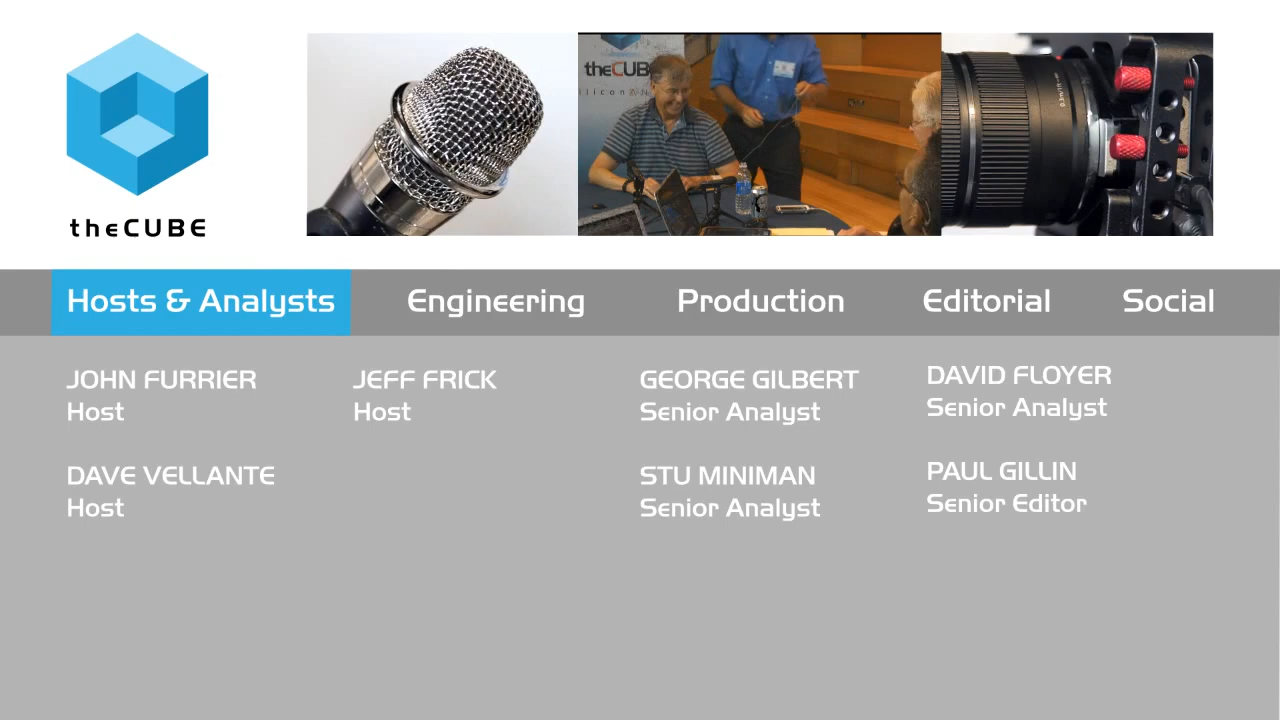 theCUBE
theCUB
Hosts & Analysts
Engineering
Production
Editorial
Social
JOHN FURRIER
Host
JEFF FRICK
Host
GEORGE GILBERT
Senior Analyst
DAVID FLOYER
Senior Analyst
DAVE VELLANTE
Host
STU MINIMAN
Senior Analyst
PAUL GILLIN
Senior Editor